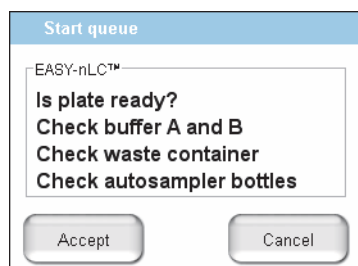 Start queue
EASY-nLC™
Is plate ready?
Check buffer A and B
Check waste container
Check autosampler bottles
Accept
Cancel